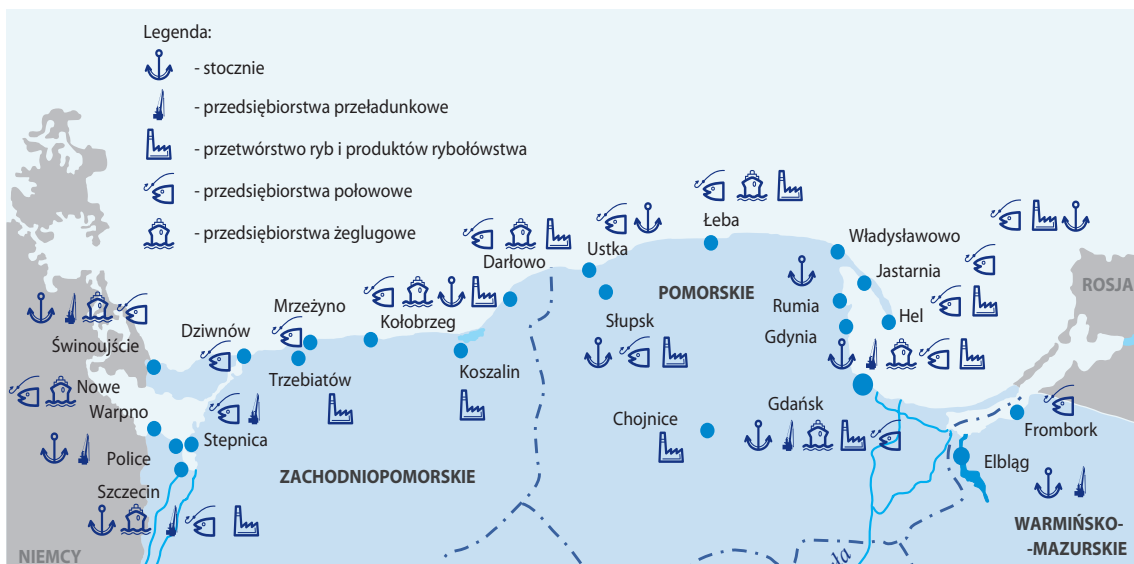 Legenda:
- stocznie
- przedsiębiorstwa przeładunkowe
- przetwórstwo ryb i produktów rybołówstwa
- przedsiębiorstwa połowowe
- przedsiębiorstwa żeglugowe
Łeba
Władysławowo
Ustka
Darłowo
Jastarnia
ROSJA
POMORSKIE
Rumia
Mrzeżyno
Hel
Kołobrzeg
Słupsk
Dziwnów
Gdynia
Świnoujście
Trzebiatów
Koszalin
Nowe
Warpno
Gdańsk
Chojnice
Frombork
Stepnica
Police
Elbląg
ZACHODNIOPOMORSKIE
Szczecin
WARMIŃSKO-
-MAZURSKIE
NIEMCY